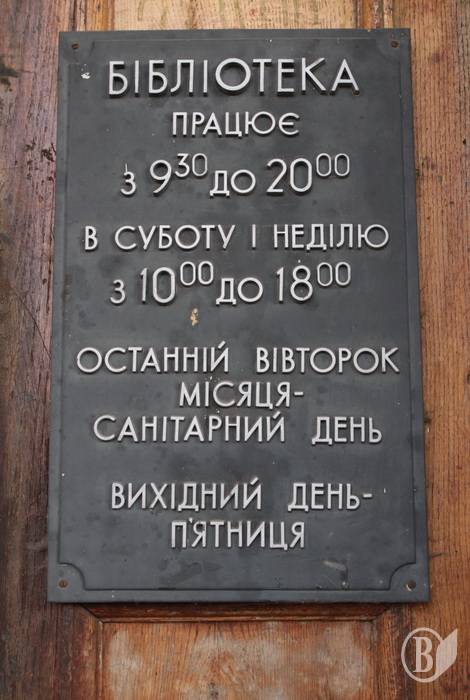 БІБЛІОТЕКА
ПРАЦЮЄ
З 9³⁰ ДО 20⁰⁰
В СУБОТУ І НЕДІЛЮ
З 10⁰⁰ ДО 18⁰⁰
ОСТАННІЙ ВІВТОРОК
МІСЯЦЯ-
САНІТАРНИЙ ДЕНЬ
ВИХІДНИЙ ДЕНЬ-
П'ЯТНИЦЯ
В